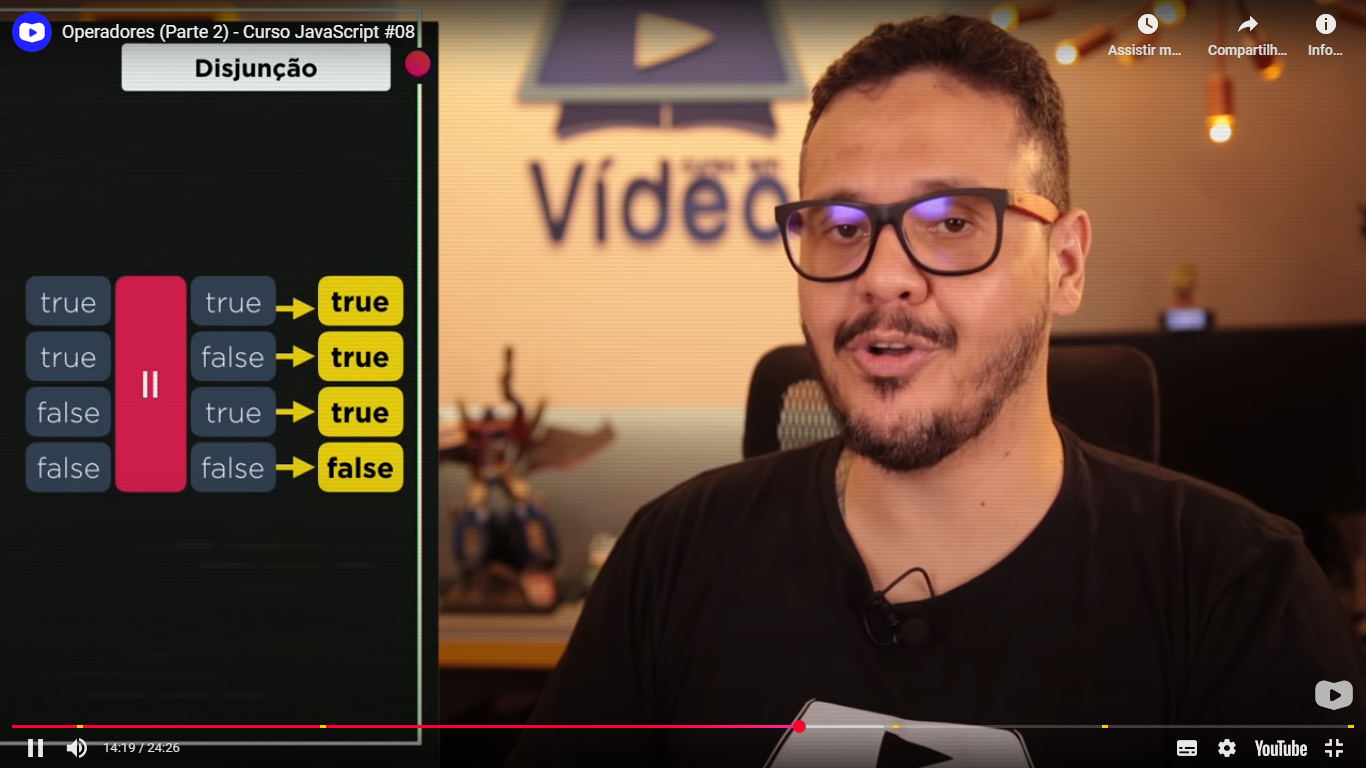 Operadores (Parte 2) - Curso JavaScript #08
Assistir m...
Compartilh...
Info...
Disjunção
Vídeo
true || true true
true false true
false true true
false false false
14:19 / 24:26
YouTube